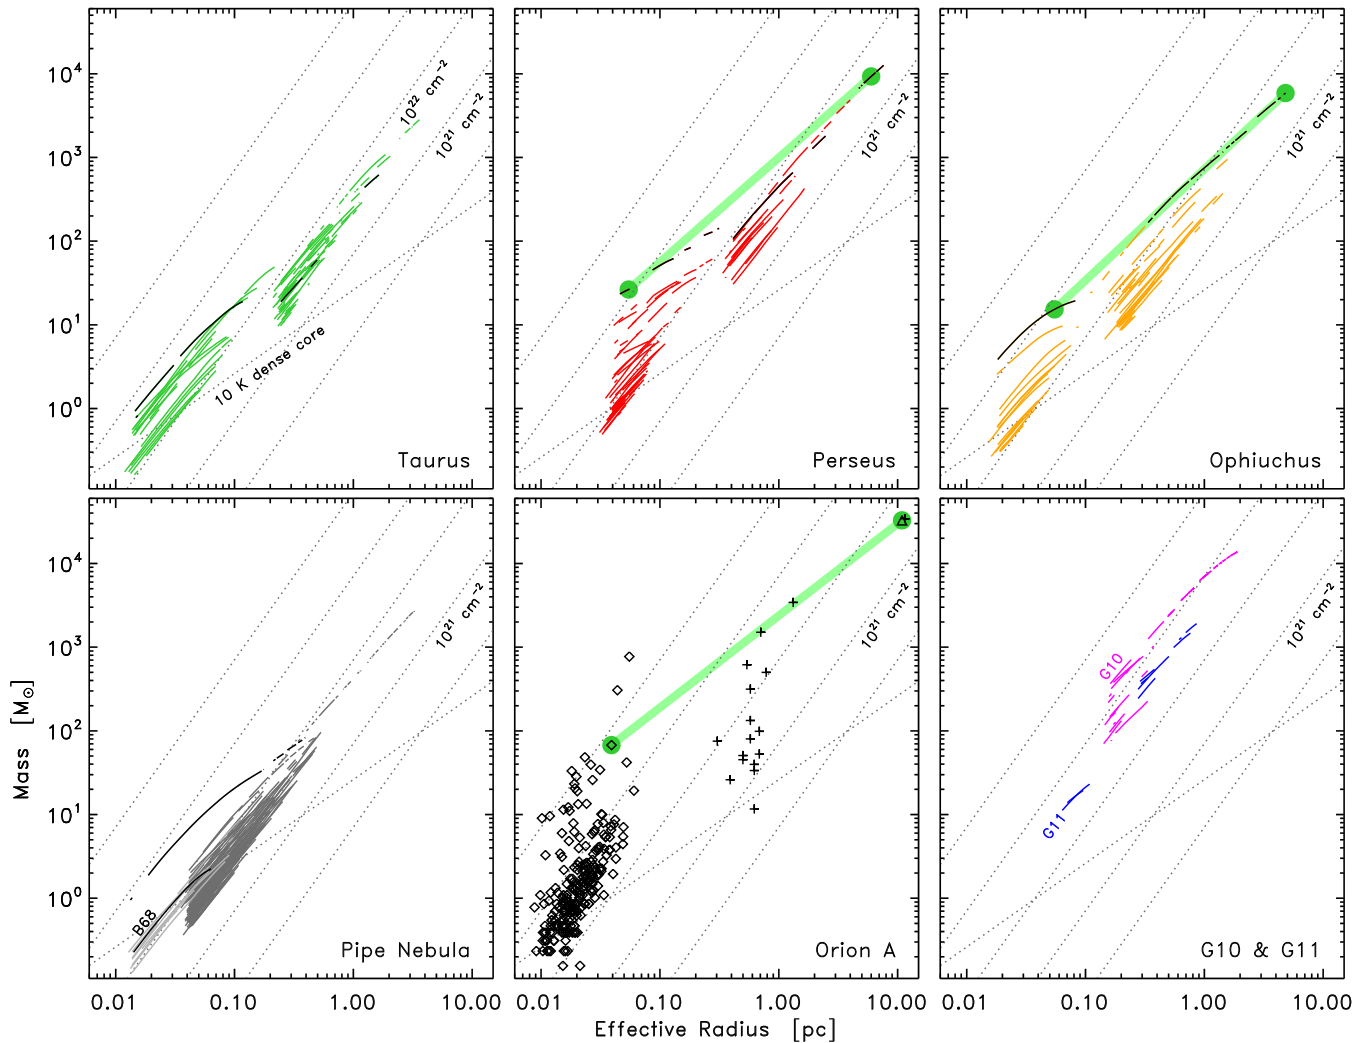 10⁴
10³
10²
10¹
10⁰
10²² cm⁻²
10²¹ cm⁻²
10 K dense core
Taurus
10²¹ cm⁻²
Perseus
10²¹ cm⁻²
Ophiuchus
10⁴
10³
10²
10¹
10⁰
10²¹ cm⁻²
B68
Pipe Nebula
10²¹ cm⁻²
Orion A
10²¹ cm⁻²
G10
G11
G10 & G11
Mass [M⊙]
0.01 0.10 1.00 10.00
0.01 0.10 1.00 10.00
0.01 0.10 1.00 10.00
Effective Radius [pc]